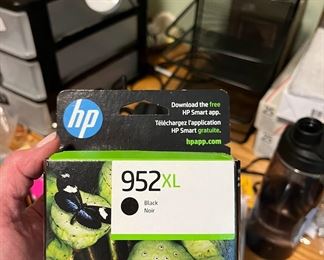 hp
Download the free
HP Smart app.
Téléchargez l'application
HP Smart gratuite.
hpapp.com
952XL
Black
Noir